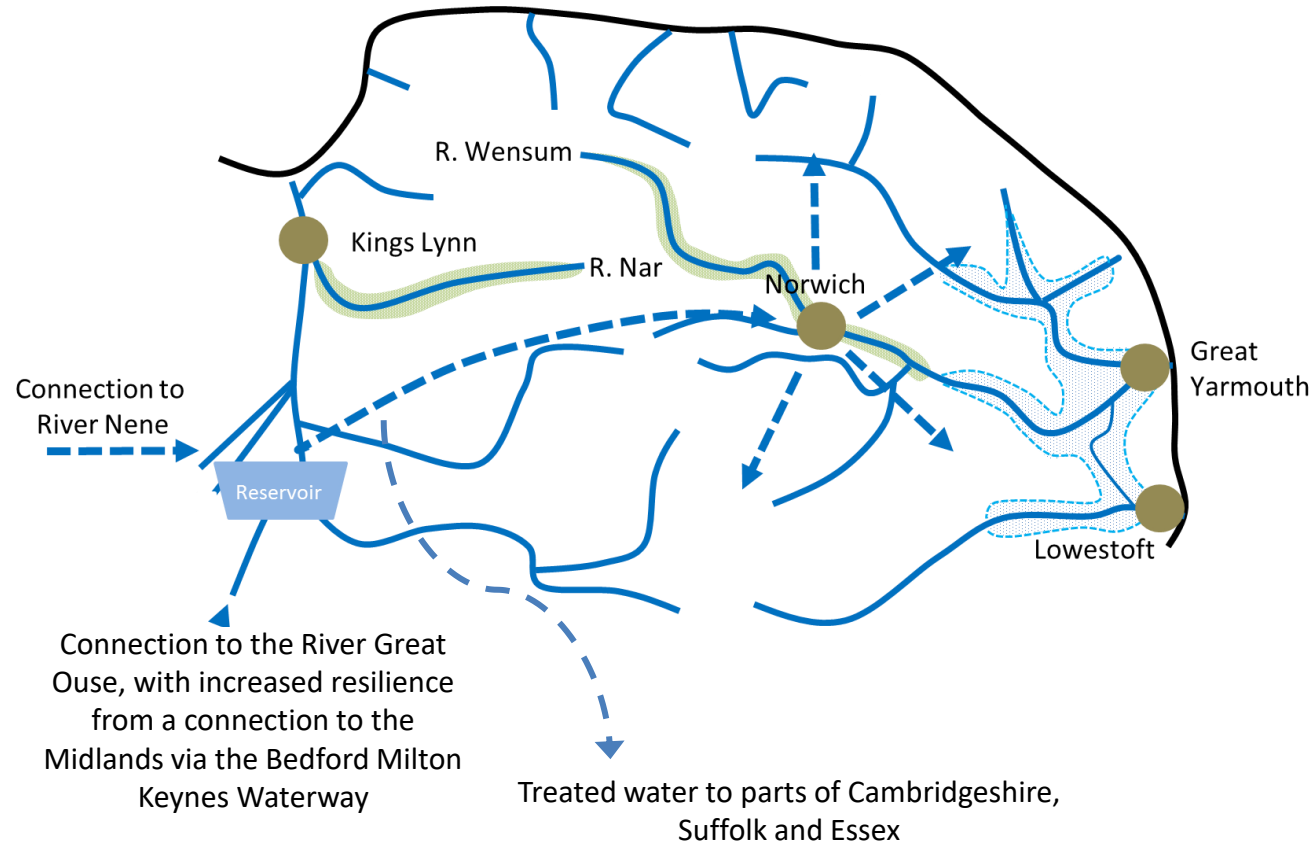 R. Wensum
Kings Lynn
R. Nar
Norwich
Great
Yarmouth
Connection to
River Nene
Reservoir
Lowestoft
Connection to the River Great
Ouse, with increased resilience
from a connection to the
Midlands via the Bedford Milton
Keynes Waterway
Treated water to parts of Cambridgeshire,
Suffolk and Essex